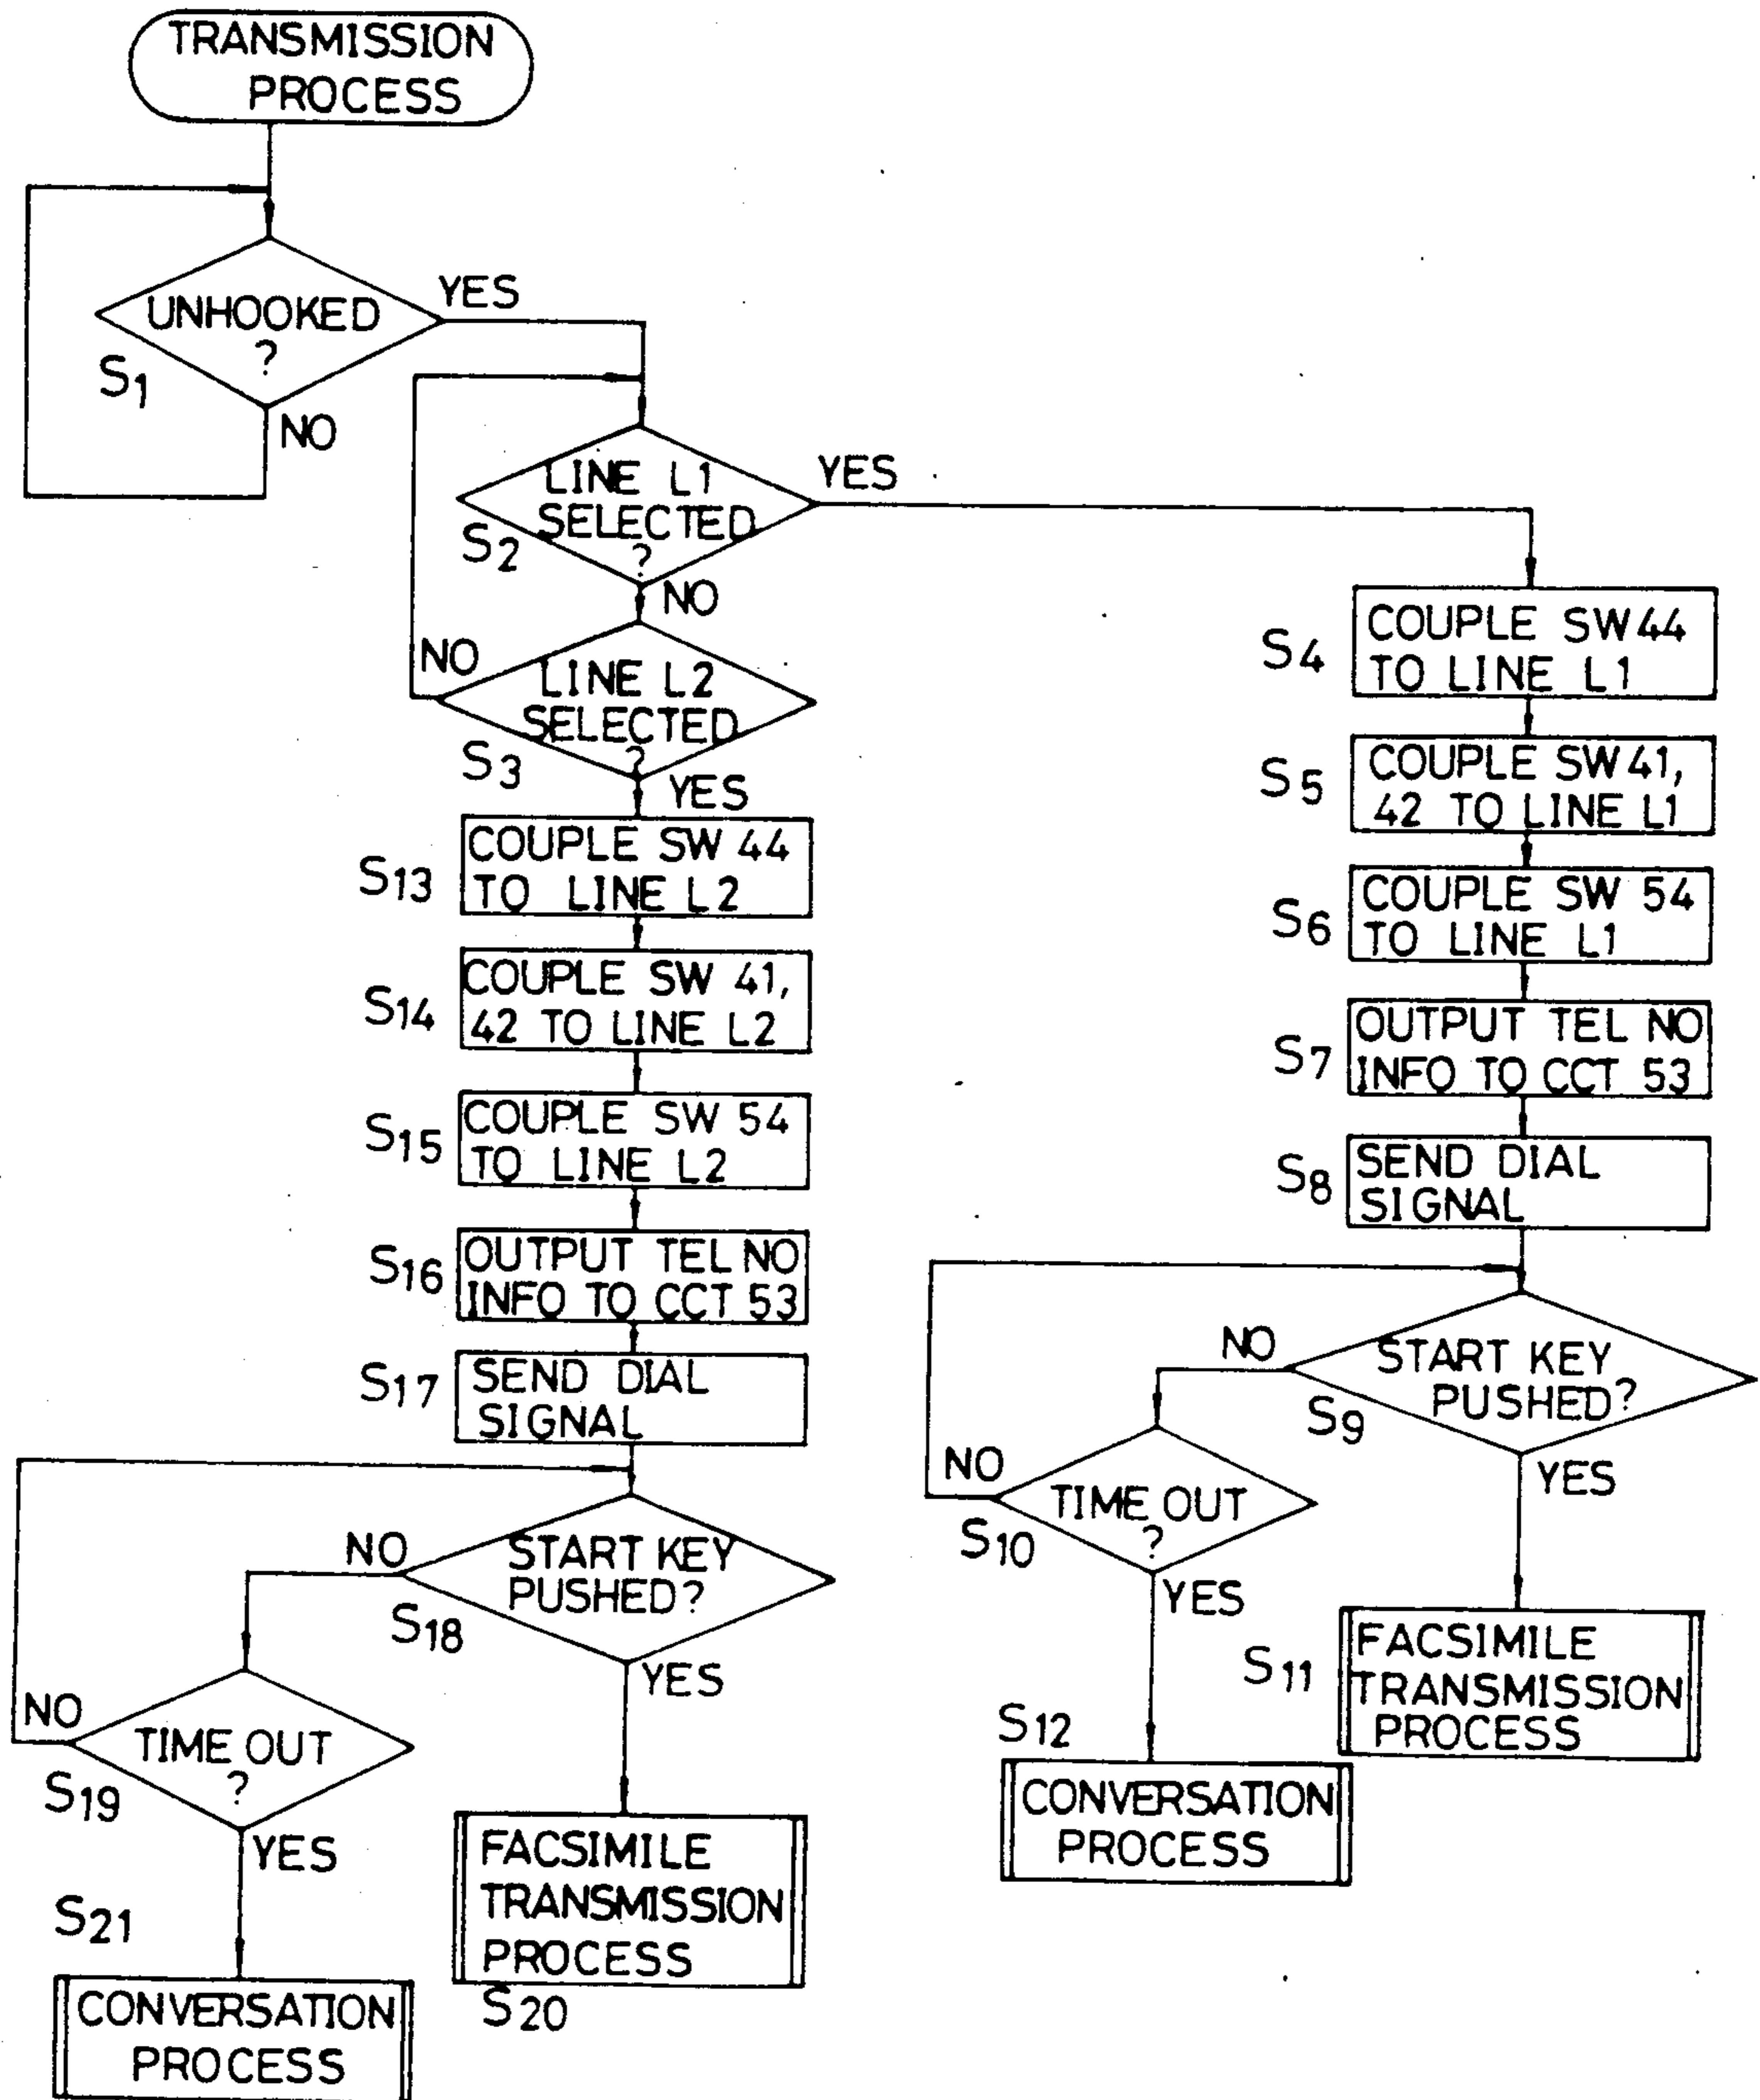 TRANSMISSION
PROCESS
UNHOOKED
?
S1
YES
NO
LINE L1
SELECTED
?
S2
YES
NO
LINE L2
SELECTED
?
S3
NO
YES
S4
COUPLE SW 44
TO LINE L1
S5
COUPLE SW 41,
42 TO LINE L1
S6
COUPLE SW 54
TO LINE L1
S7
OUTPUT TEL NO
INFO TO CCT 53
S8
SEND DIAL
SIGNAL
START KEY
PUSHED?
S9
NO
YES
TIME OUT
?
S10
NO
YES
S11
FACSIMILE
TRANSMISSION
PROCESS
S12
CONVERSATION
PROCESS
S13
COUPLE SW 44
TO LINE L2
S14
COUPLE SW 41,
42 TO LINE L2
S15
COUPLE SW 54
TO LINE L2
S16
OUTPUT TEL NO
INFO TO CCT 53
S17
SEND DIAL
SIGNAL
START KEY
PUSHED?
S18
NO
YES
TIME OUT
?
S19
NO
YES
FACSIMILE
TRANSMISSION
PROCESS
S20
S21
CONVERSATION
PROCESS